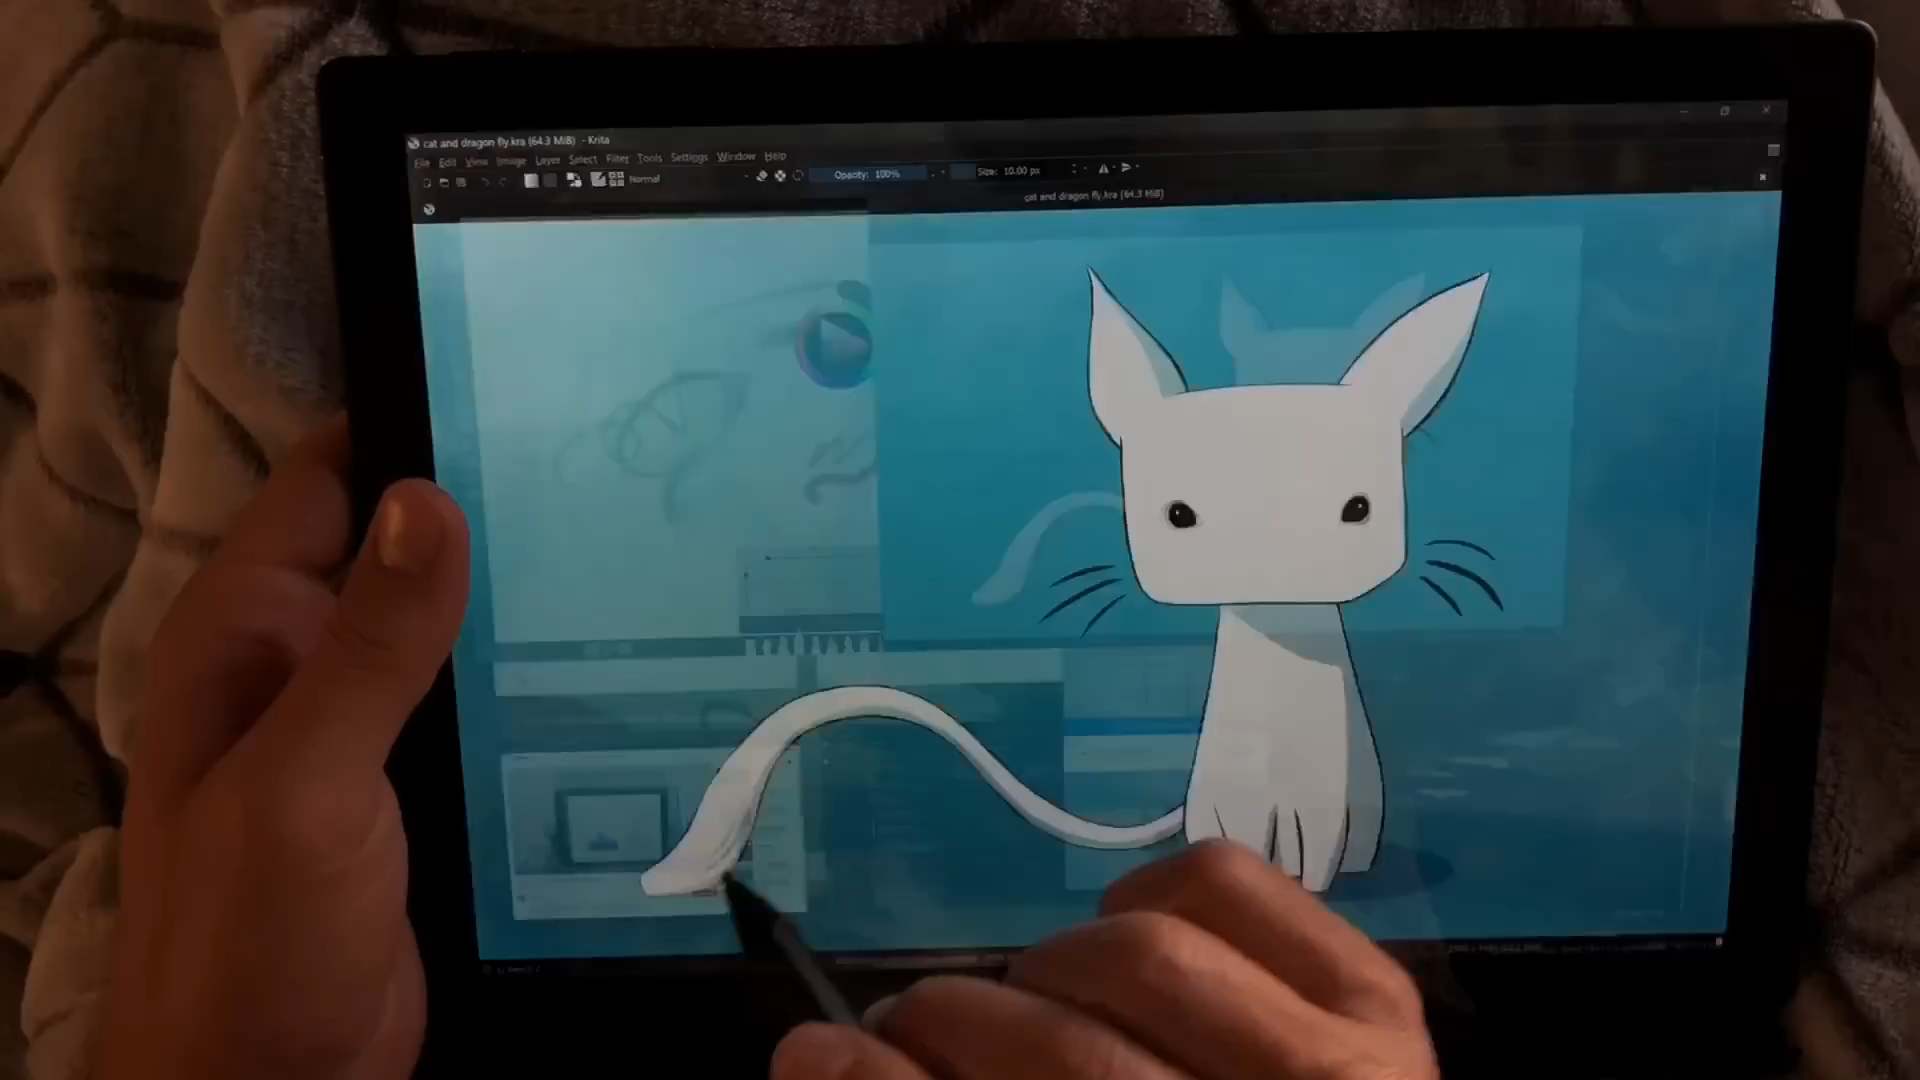 cat and dragon fly.kra (64.3 MiB) - Krita
File Edit View Image Layer Select Filter Tools Settings Window Help
Normal Opacity: 100% Size: 10.00 px
cat and dragon fly.kra (64.3 MiB)